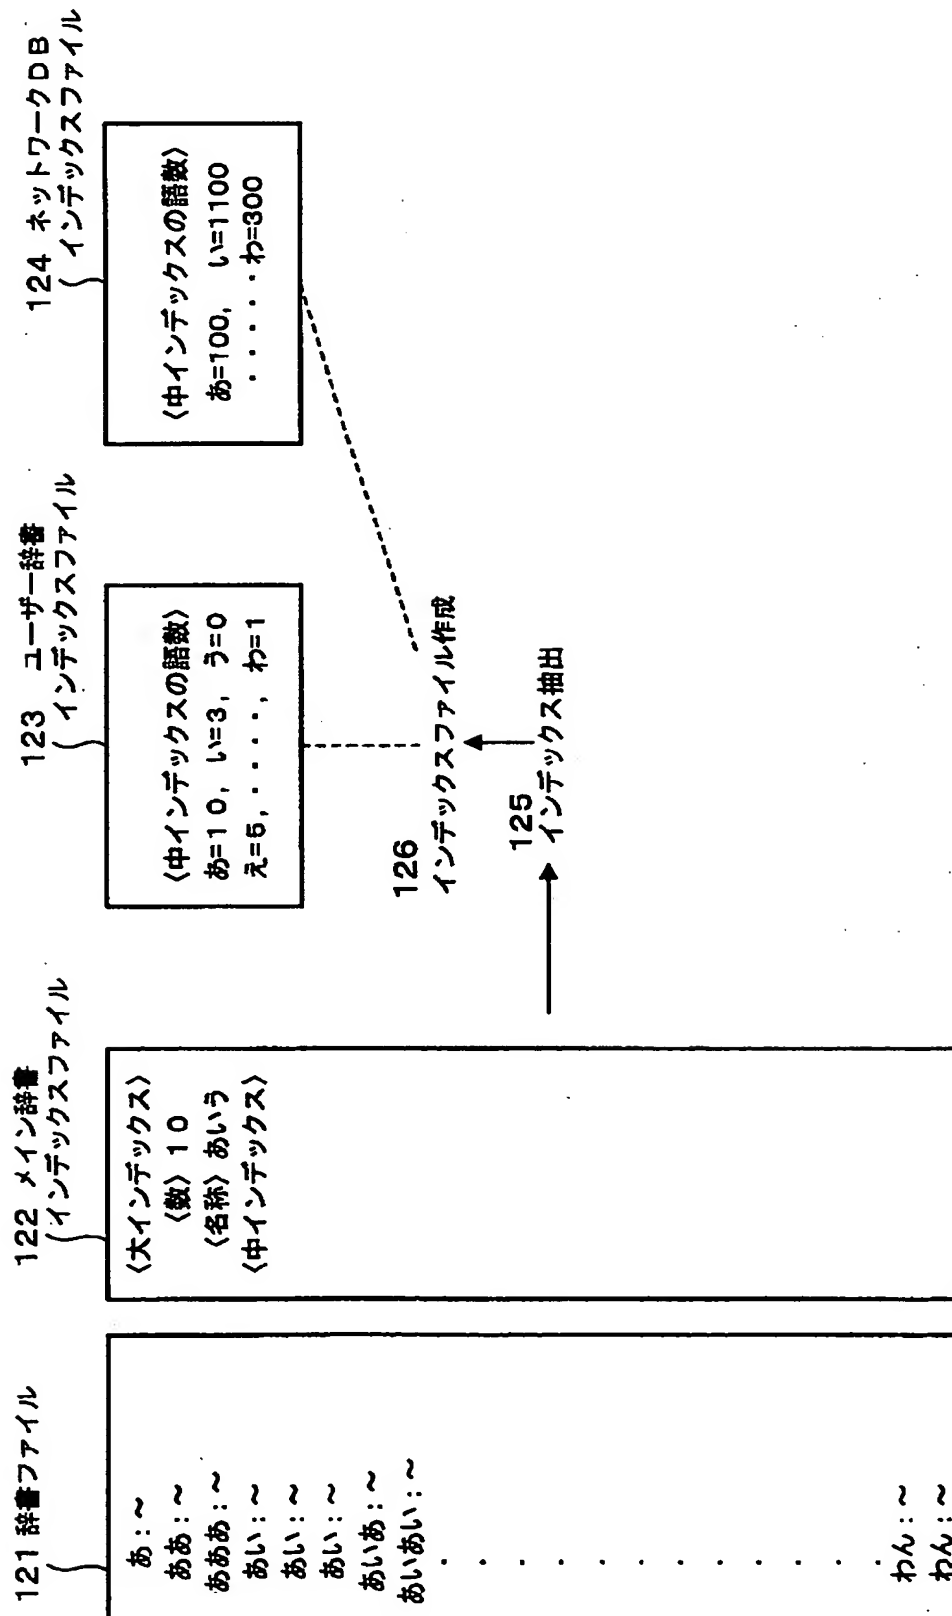 121 辞書ファイル
あ：～
ああ：～
あああ：～
あい：～
あい：～
あい：～
あいあ：～
あいあい：～
わん：～
わん：～
122 メイン辞書
インデックスファイル
〈大インデックス〉
〈数〉10
〈名称〉あいう
〈中インデックス〉
123 ユーザー辞書
インデックスファイル
〈中インデックスの語数〉
あ=10, い=3, う=0
え=5,・・・・, わ=1
124 ネットワークDB
インデックスファイル
〈中インデックスの語数〉
あ=100, い=1100
・・・・・わ=300
126
インデックスファイル作成
125
インデックス抽出